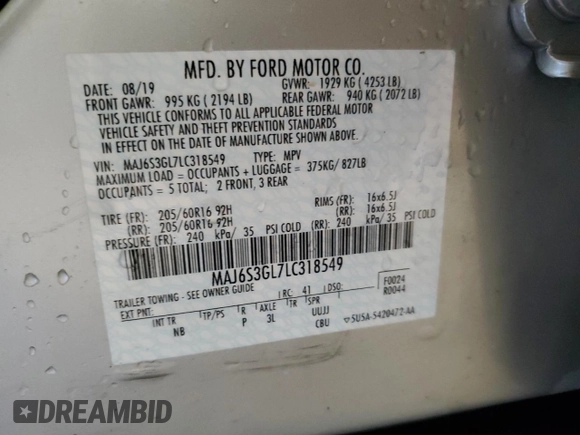 MFD. BY FORD MOTOR CO.
DATE: 08/19 GVWR: 1929 KG ( 4253 LB)
FRONT GAWR: 995 KG ( 2194 LB) REAR GAWR: 940 KG ( 2072 LB)
THIS VEHICLE CONFORMS TO ALL APPLICABLE FEDERAL MOTOR
VEHICLE SAFETY AND THEFT PREVENTION STANDARDS
IN EFFECT ON THE DATE OF MANUFACTURE SHOWN ABOVE.
VIN: MAJ6S3GL7LC318549 TYPE: MPV
MAXIMUM LOAD = OCCUPANTS + LUGGAGE = 375KG/ 827LB
OCCUPANTS = 5 TOTAL; 2 FRONT, 3 REAR
TIRE (FR): 205/60R16 92H RIMS (FR): 16x6.5J
(RR): 205/60R16 92H (RR): 16x6.5J
PRESSURE (FR): 240 kPa/ 35 PSI COLD (RR): 240 kPa/ 35 PSI COLD
MAJ6S3GL7LC318549
TRAILER TOWING - SEE OWNER GUIDE
F0024
R0044
EXT PNT: RC: 41 DSO:
INT TR TP/PS R AXLE TR SPR
NB P 3L UUJJ
CBU
5U5A-5420472-AA
DREAMBID